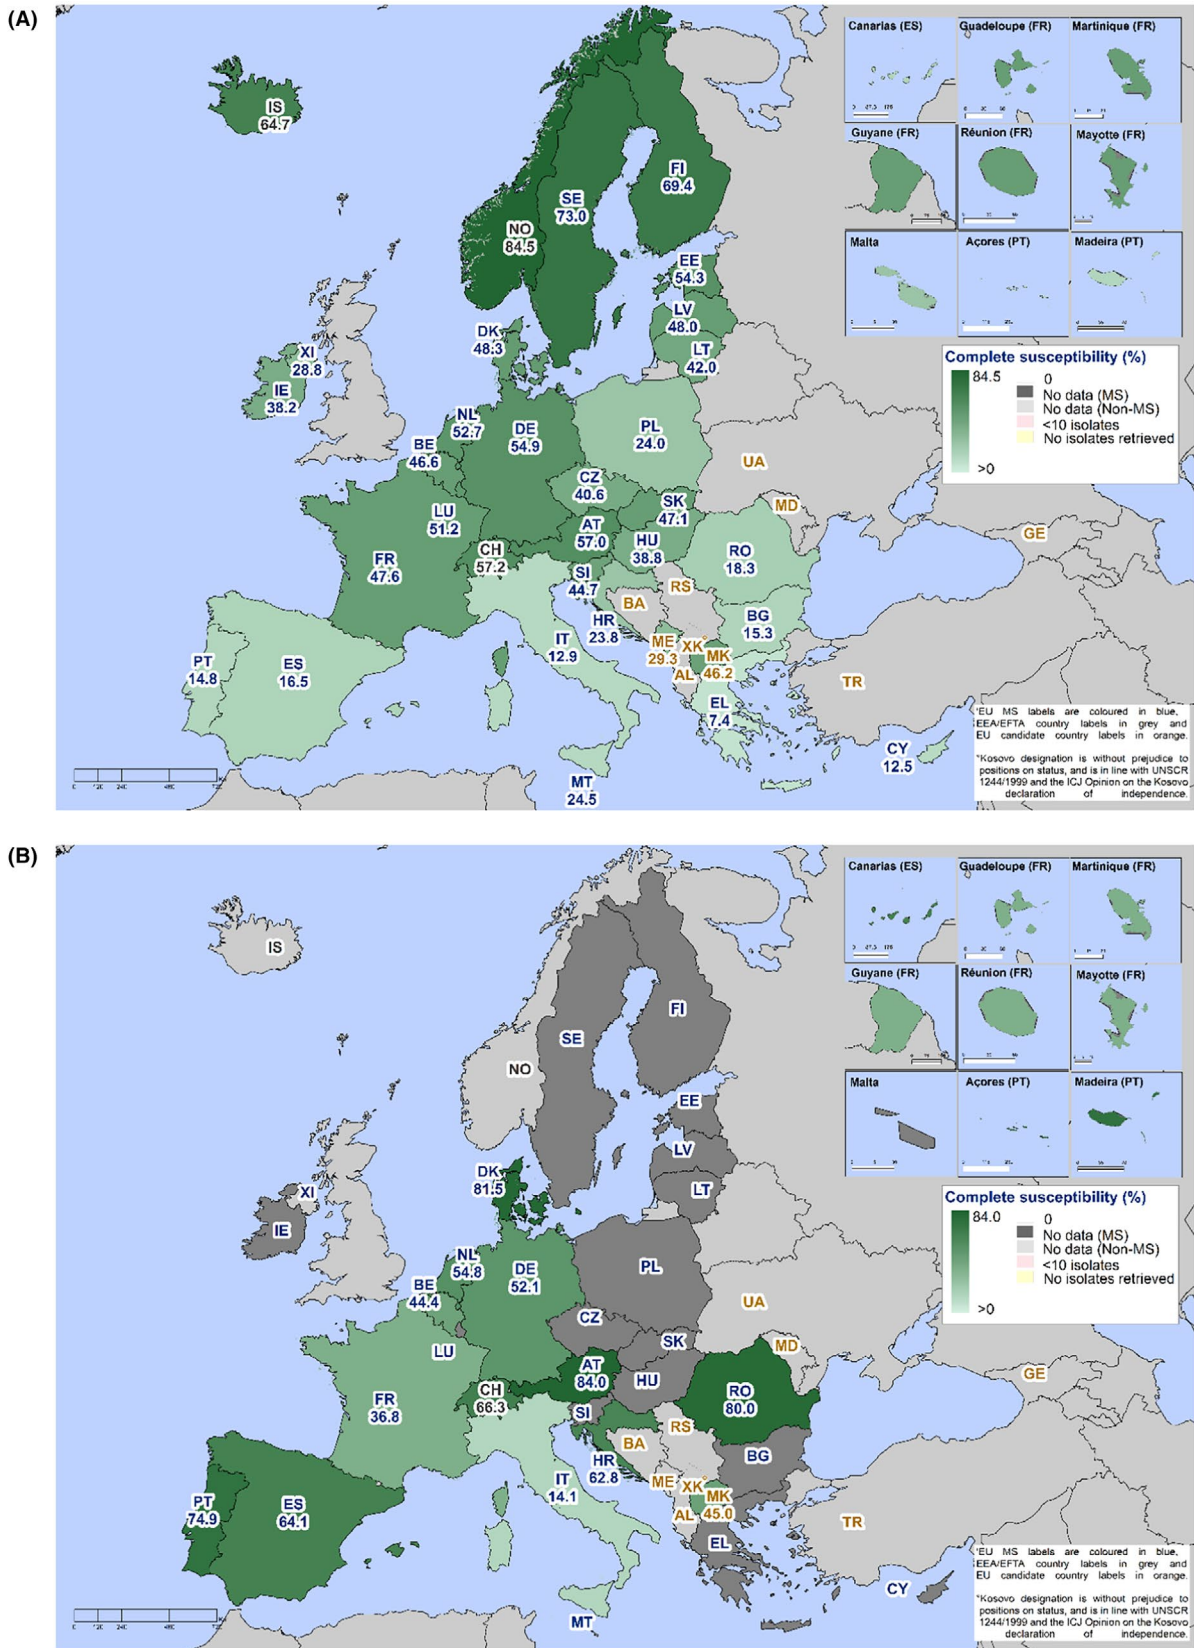 (A)
Canarias (ES)
Guadeloupe (FR)
Martinique (FR)
Guyane (FR)
Réunion (FR)
Mayotte (FR)
Malta
Açores (PT)
Madeira (PT)
IS
64.7
FI
69.4
SE
73.0
NO
84.5
EE
54.3
LV
48.0
DK
48.3
LT
42.0
XI
28.8
IE
38.2
NL
52.7
DE
54.9
PL
24.0
BE
46.6
UA
CZ
40.6
SK
47.1
MD
LU
51.2
AT
57.0
HU
38.8
GE
CH
57.2
RO
18.3
FR
47.6
SI
44.7
RS
BA
HR
23.8
BG
15.3
IT
12.9
ME
29.3
XK°
MK
46.2
AL
PT
14.8
ES
16.5
TR
EL
7.4
CY
12.5
MT
24.5
Complete susceptibility (%)
84.5
>0
0
No data (MS)
No data (Non-MS)
<10 isolates
No isolates retrieved
'EU MS labels are coloured in blue,
EEA/EFTA country labels in grey and
EU candidate country labels in orange.
*Kosovo designation is without prejudice to
positions on status, and is in line with UNSCR
1244/1999 and the ICJ Opinion on the Kosovo
declaration of independence.
(B)
Canarias (ES)
Guadeloupe (FR)
Martinique (FR)
Guyane (FR)
Réunion (FR)
Mayotte (FR)
Malta
Açores (PT)
Madeira (PT)
IS
FI
SE
NO
EE
LV
DK
81.5
LT
XI
IE
NL
54.8
DE
52.1
PL
BE
44.4
UA
CZ
SK
MD
LU
AT
84.0
HU
GE
CH
66.3
RO
80.0
FR
36.8
SI
RS
BA
HR
62.8
BG
IT
14.1
ME
XK°
MK
45.0
AL
PT
74.9
ES
64.1
TR
EL
CY
MT
Complete susceptibility (%)
84.0
>0
0
No data (MS)
No data (Non-MS)
<10 isolates
No isolates retrieved
'EU MS labels are coloured in blue,
EEA/EFTA country labels in grey and
EU candidate country labels in orange.
*Kosovo designation is without prejudice to
positions on status, and is in line with UNSCR
1244/1999 and the ICJ Opinion on the Kosovo
declaration of independence.